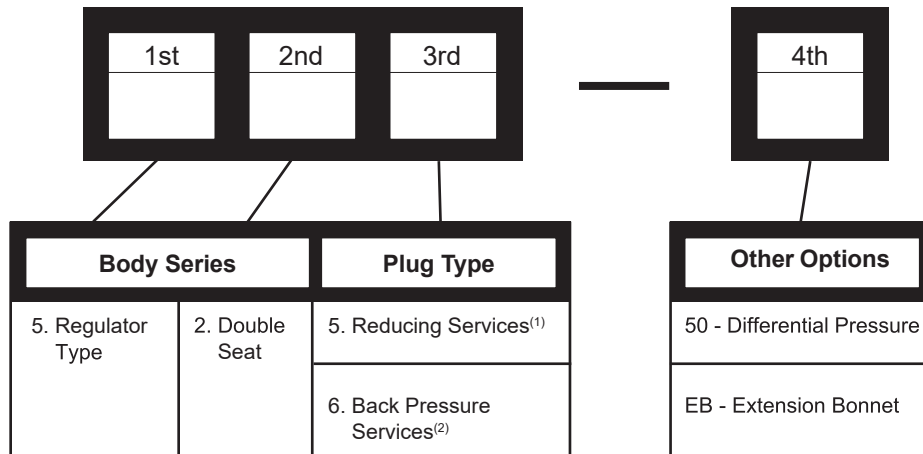 1st 2nd 3rd — 4th
Body Series Plug Type Other Options
5. Regulator Type
2. Double Seat
5. Reducing Services(1)
6. Back Pressure Services(2)
50 - Differential Pressure
EB - Extension Bonnet